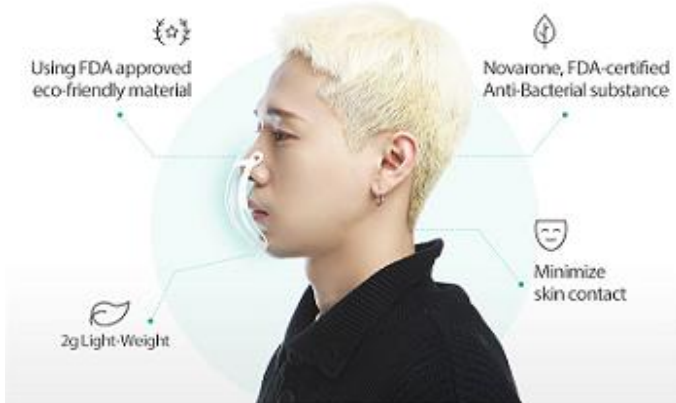 Using FDA approved
eco-friendly material
Novarone, FDA-certified
Anti-Bacterial substance
Minimize
skin contact
2g Light-Weight